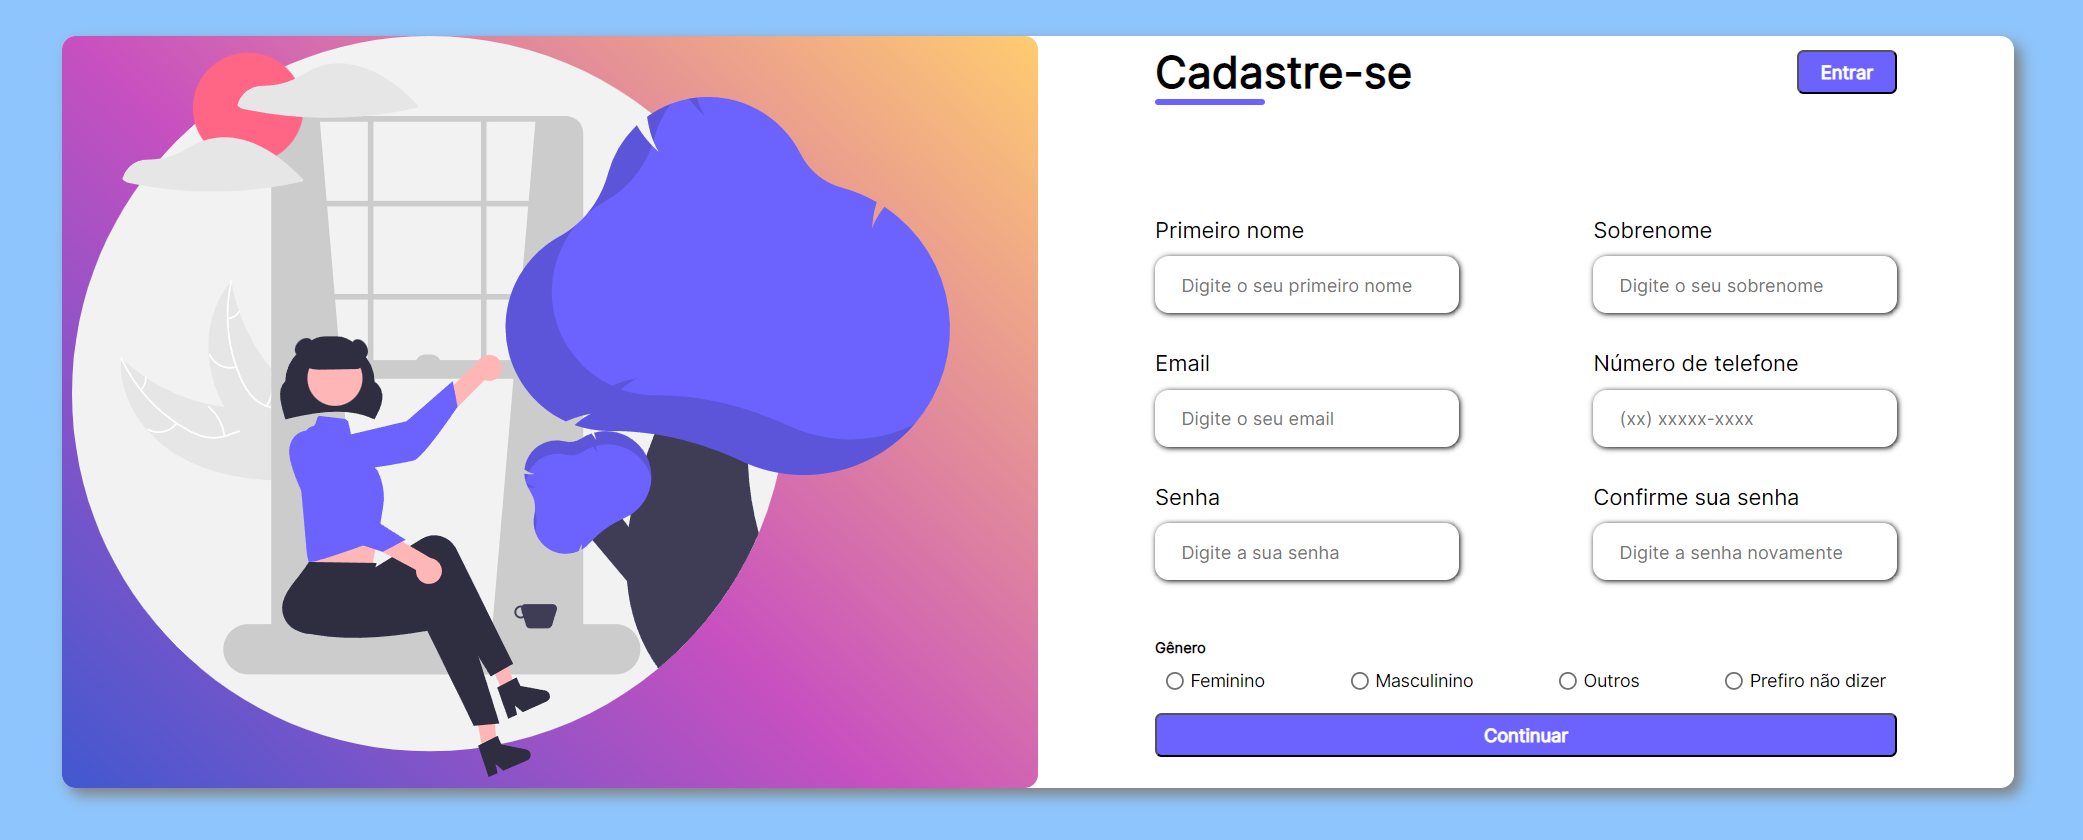 Cadastre-se
Entrar
Primeiro nome
Sobrenome
Digite o seu primeiro nome
Digite o seu sobrenome
Email
Número de telefone
Digite o seu email
(xx) xxxxx-xxxx
Senha
Confirme sua senha
Digite a sua senha
Digite a senha novamente
Gênero
Feminino
Masculinino
Outros
Prefiro não dizer
Continuar